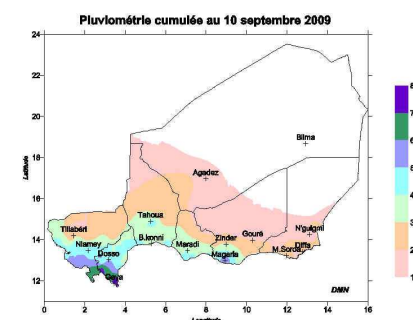 Pluviométrie cumulée au 10 septembre 2009
24
22
20
18
16
14
12
Latitude
Bilma
Agadez
Tahoua
Tillabéri
N'guigmi
Niamey
B.konni
Zinder
Gouré
Diffa
Dosso
Maradi
Magaria
M.Soroa
Gaya
DMN
0 2 4 6 8 10 12 14 16